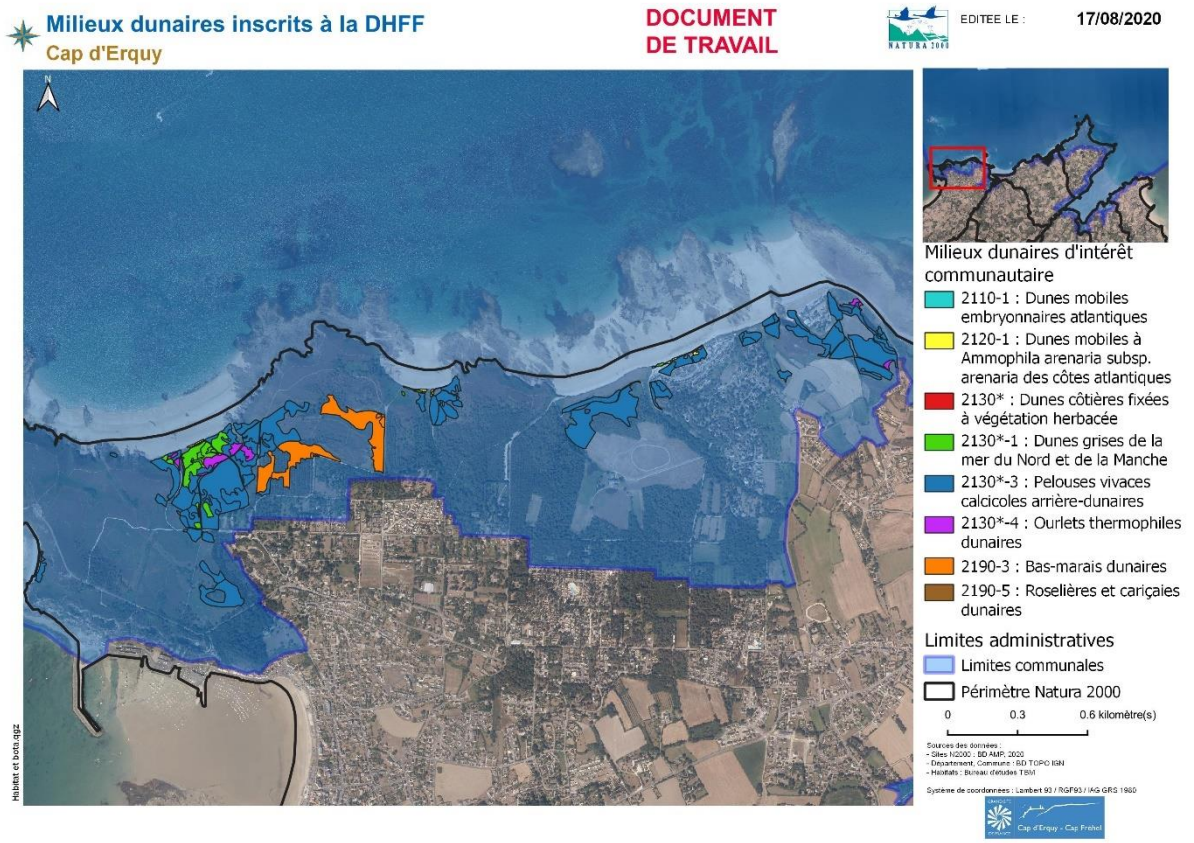 Milieux dunaires inscrits à la DHFF
Cap d'Erquy
DOCUMENT
DE TRAVAIL
NATURA 2000
EDITEE LE :
17/08/2020
N
Milieux dunaires d'intérêt
communautaire
2110-1 : Dunes mobiles
embryonnaires atlantiques
2120-1 : Dunes mobiles à
Ammophila arenaria subsp.
arenaria des côtes atlantiques
2130* : Dunes côtières fixées
à végétation herbacée
2130*-1 : Dunes grises de la
mer du Nord et de la Manche
2130*-3 : Pelouses vivaces
calcicoles arrière-dunaires
2130*-4 : Ourlets thermophiles
dunaires
2190-3 : Bas-marais dunaires
2190-5 : Roselières et cariçaies
dunaires
Limites administratives
Limites communales
Périmètre Natura 2000
0 0.3 0.6 kilomètre(s)
Sources des données :
- Sites N2000 : BD AMP, 2020
- Département, Commune : BD TOPO IGN
- Habitats : Bureau d'études TBM
Système de coordonnées : Lambert 93 / RGF93 / IAG GRS 1980
Cap d'Erquy - Cap Fréhel
Habitat et bota.qgz